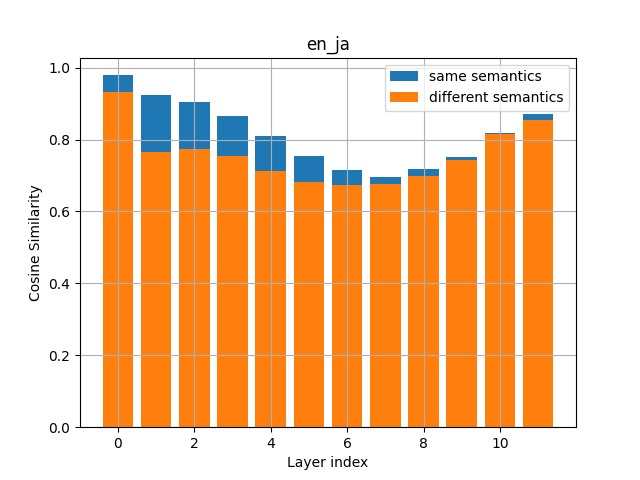 en_ja
same semantics
different semantics
1.0
0.8
0.6
0.4
0.2
0.0
Cosine Similarity
0 2 4 6 8 10
Layer index